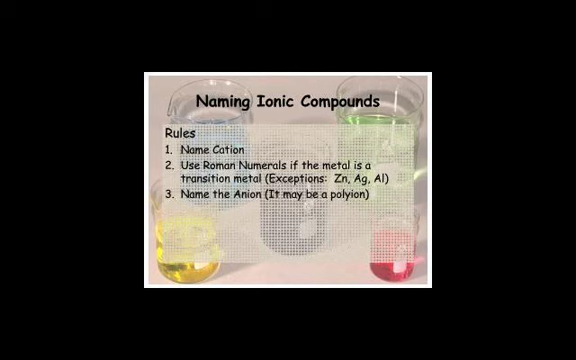 Naming Ionic Compounds
Rules
1. Name Cation
2. Use Roman Numerals if the metal is a
transition metal (Exceptions: Zn, Ag, Al)
3. Name the Anion (It may be a polyion)